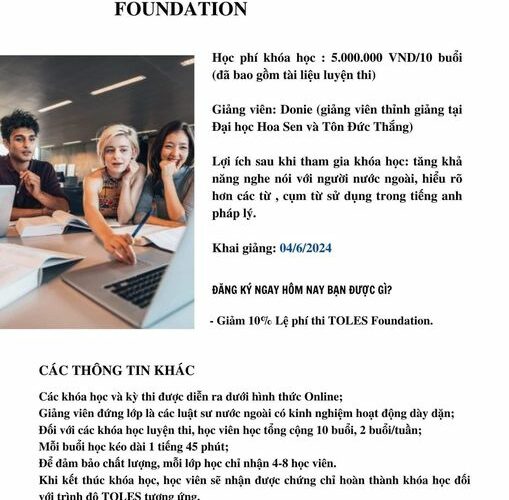 FOUNDATION
Học phí khóa học : 5.000.000 VND/10 buổi
(đã bao gồm tài liệu luyện thi)
Giảng viên: Donie (giảng viên thỉnh giảng tại
Đại học Hoa Sen và Tôn Đức Thắng)
Lợi ích sau khi tham gia khóa học: tăng khả
năng nghe nói với người nước ngoài, hiểu rõ
hơn các từ , cụm từ sử dụng trong tiếng anh
pháp lý.
Khai giảng: 04/6/2024
ĐĂNG KÝ NGAY HÔM NAY BẠN ĐƯỢC GÌ?
- Giảm 10% Lệ phí thi TOLES Foundation.
CÁC THÔNG TIN KHÁC
Các khóa học và kỳ thi được diễn ra dưới hình thức Online;
Giảng viên đứng lớp là các luật sư nước ngoài có kinh nghiệm hoạt động dày dặn;
Đối với các khóa học luyện thi, học viên học tổng cộng 10 buổi, 2 buổi/tuần;
Mỗi buổi học kéo dài 1 tiếng 45 phút;
Để đảm bảo chất lượng, mỗi lớp học chỉ nhận 4-8 học viên.
Khi kết thúc khóa học, học viên sẽ nhận được chứng chỉ hoàn thành khóa học đối
với trình độ TOLES tương ứng.